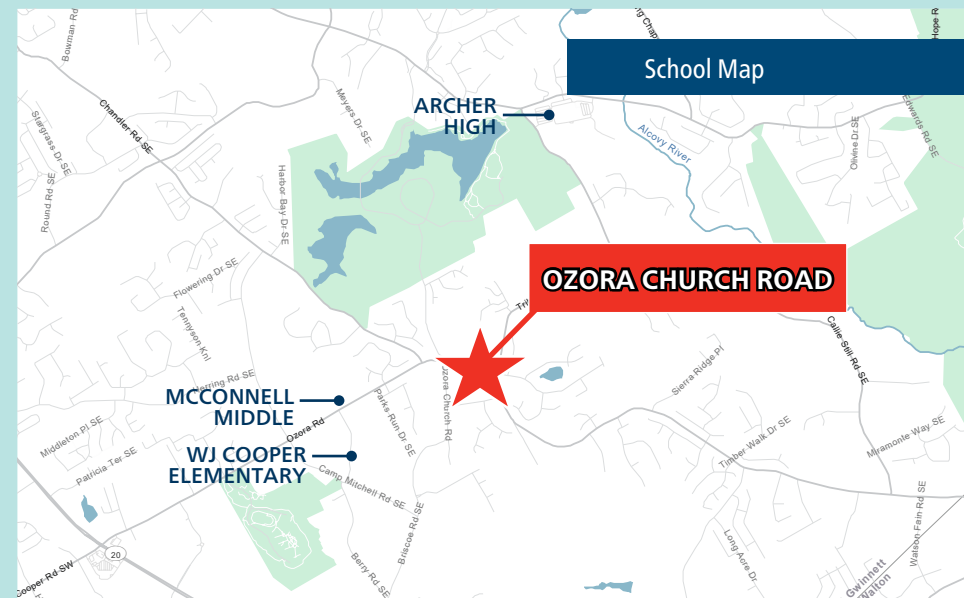 School Map
ARCHER
HIGH
OZORA CHURCH ROAD
MCCONNELL
MIDDLE
WJ COOPER
ELEMENTARY
Bowman Rd
Chandler Rd SE
Stargrass Dr SE
Round Rd SE
Meyers Dr SE
Harbor Bay Dr SE
Alcovy River
Olivine Dr SE
Edwards Rd SE
Hope R
Flowering Dr SE
Tennyson Knl
Herring Rd SE
Ozora Rd
Parks Run Dr SE
Ozora Church Rd
Sierra Ridge Pl
Callie Still Rd SE
Middleton Pl SE
Patricia Ter SE
Camp Mitchell Rd SE
Briscoe Rd SE
Berry Rd SE
Timber Walk Dr SE
Miramonte Way SE
Long Acre Dr
Watson Fain Rd SE
Gwinnett
Walton
20
Cooper Rd SW